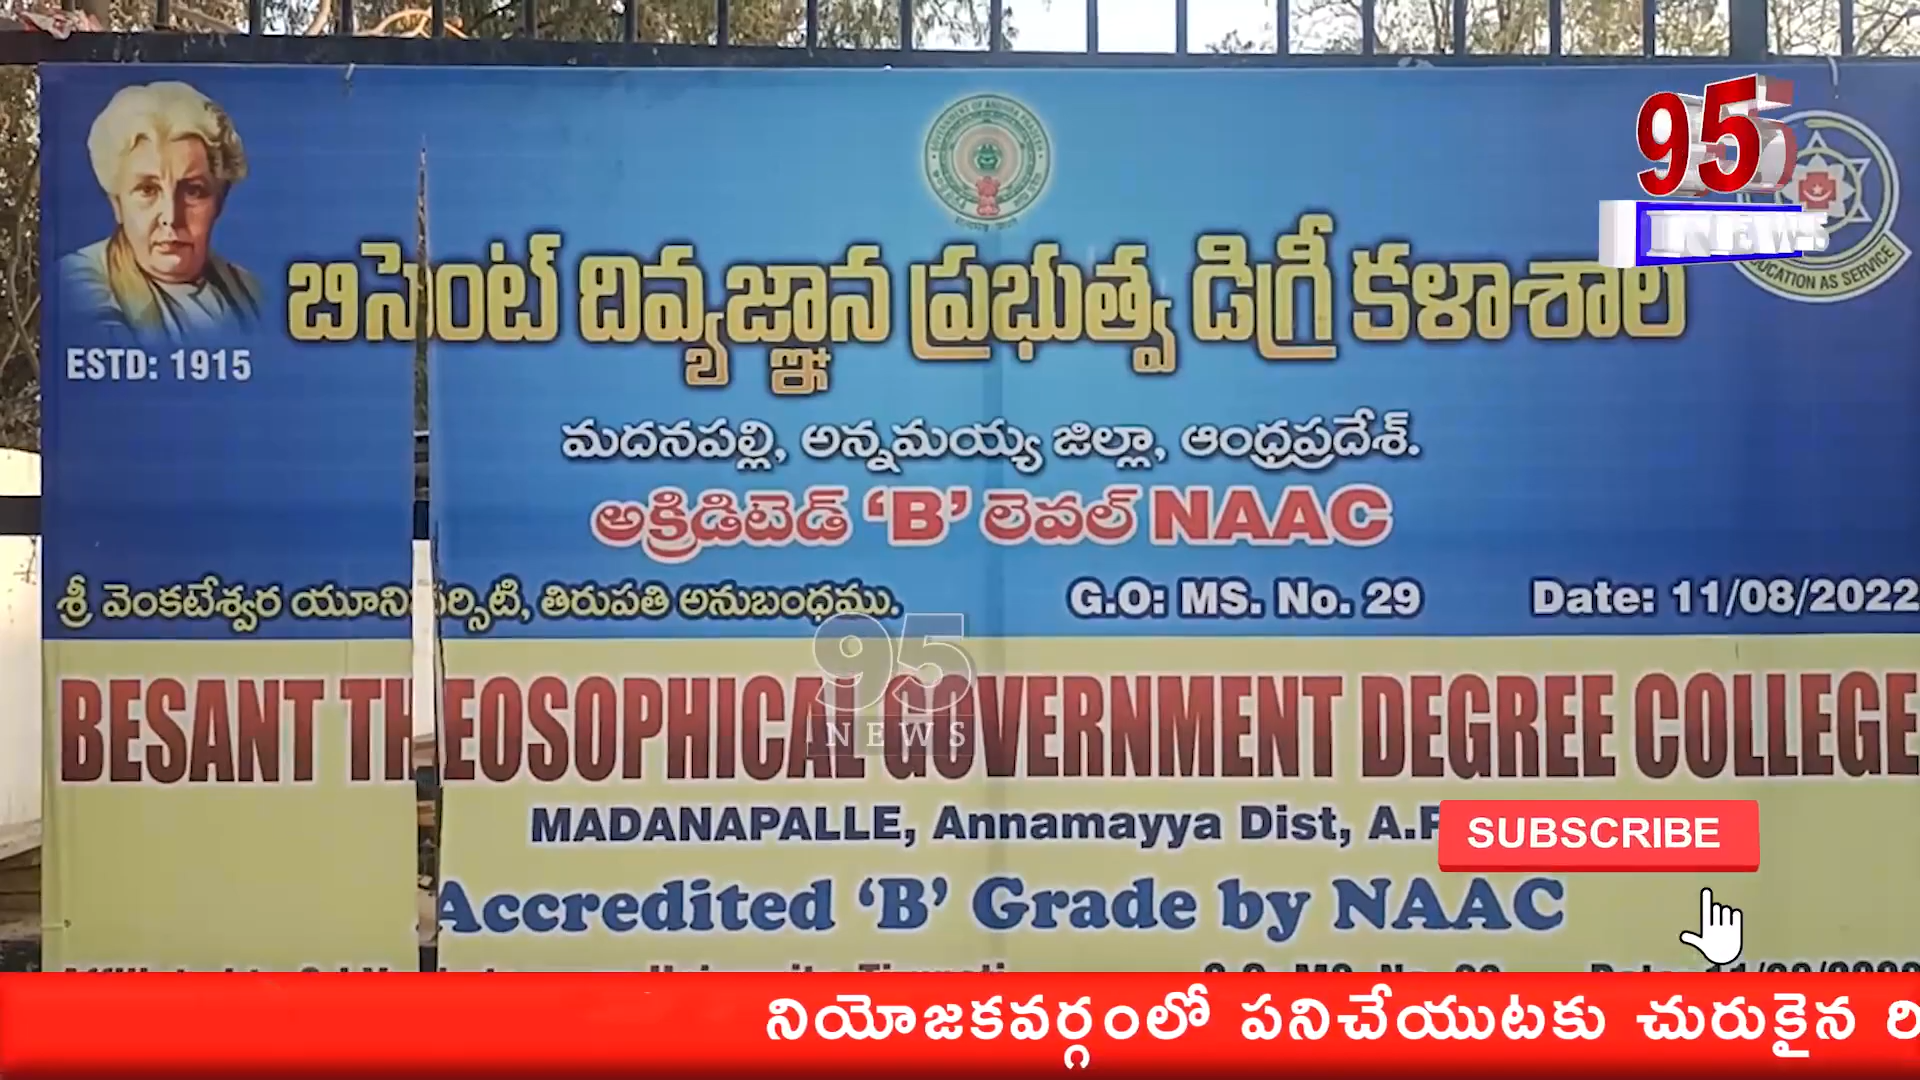 95
NEWS
EDUCATION AS SERVICE
బిసెంట్ దివ్యజ్ఞాన ప్రభుత్వ డిగ్రీ కళాశాల
ESTD: 1915
మదనపల్లి, అన్నమయ్య జిల్లా, ఆంధ్రప్రదేశ్.
అక్రిడిటెడ్ ‘B’ లెవల్ NAAC
శ్రీ వెంకటేశ్వర యూనివర్సిటి, తిరుపతి అనుబంధము. G.O: MS. No. 29 Date: 11/08/2022
95
NEWS
BESANT THEOSOPHICAL GOVERNMENT DEGREE COLLEGE
MADANAPALLE, Annamayya Dist, A.P
SUBSCRIBE
Accredited ‘B’ Grade by NAAC
నియోజకవర్గంలో పనిచేయుటకు చురుకైన రి